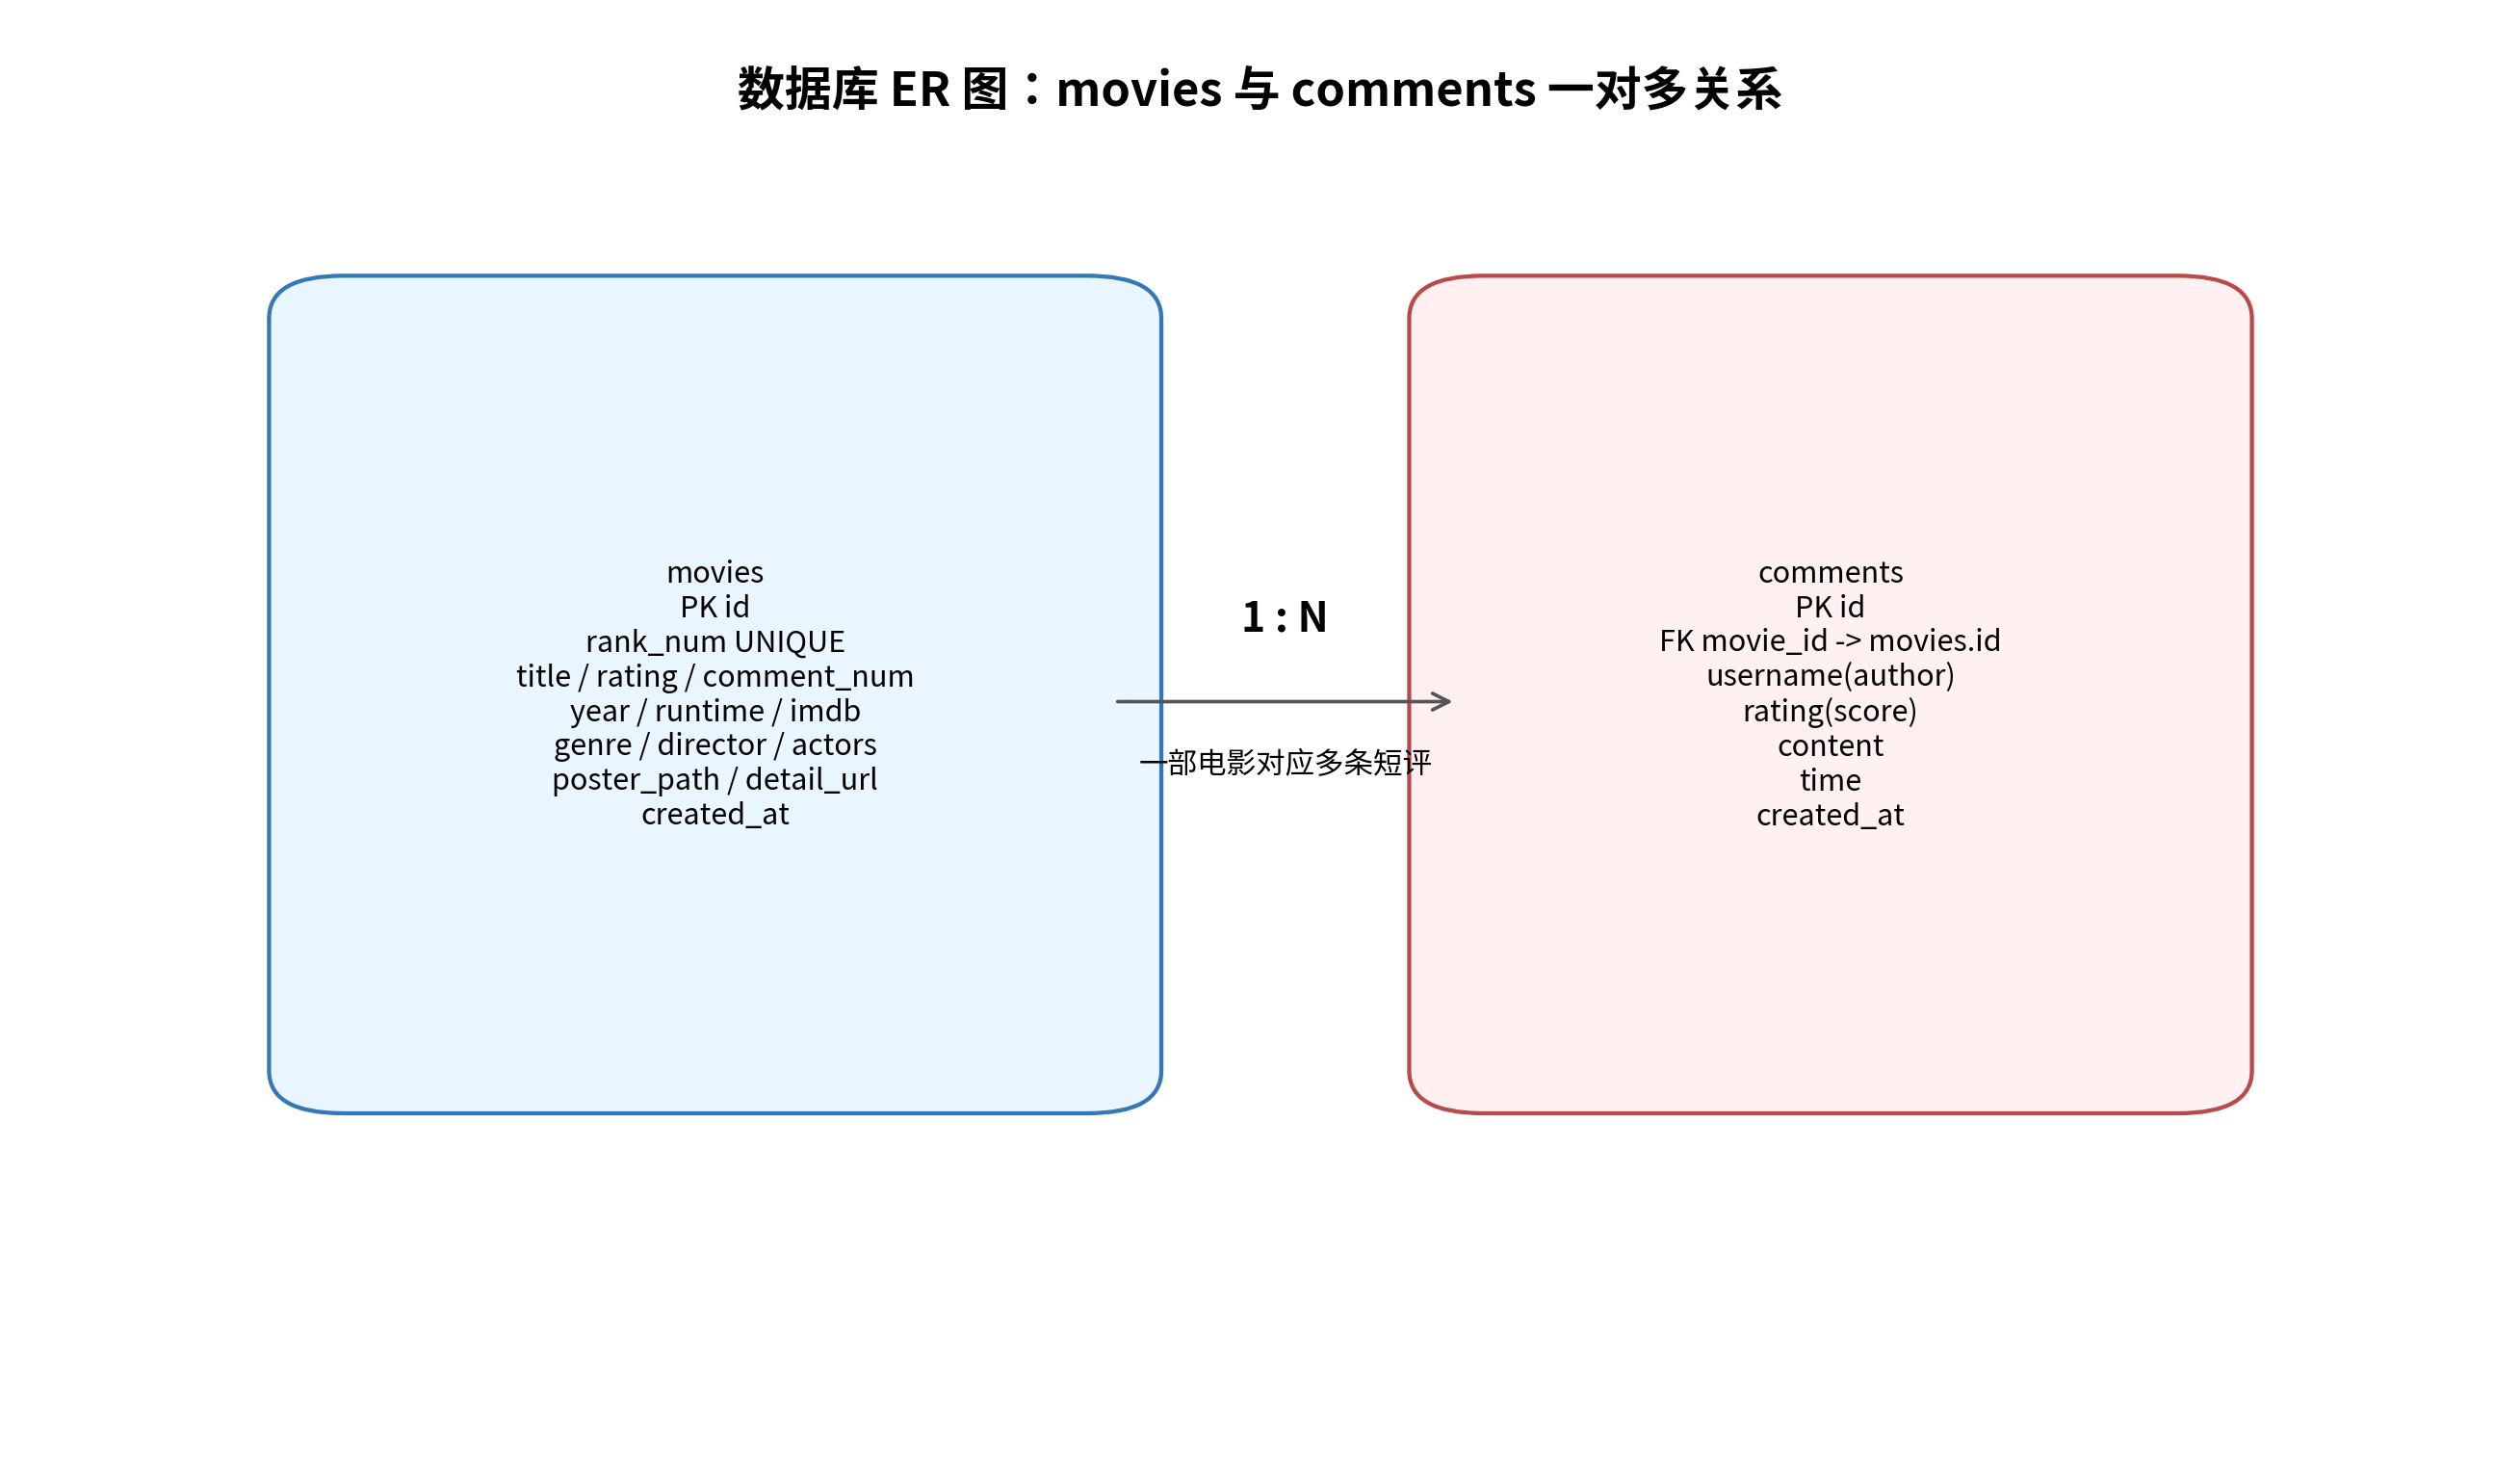 数据库 ER 图：movies 与 comments 一对多关系
movies
PK id
rank_num UNIQUE
title / rating / comment_num
year / runtime / imdb
genre / director / actors
poster_path / detail_url
created_at
1 : N
一部电影对应多条短评
comments
PK id
FK movie_id -> movies.id
username(author)
rating(score)
content
time
created_at